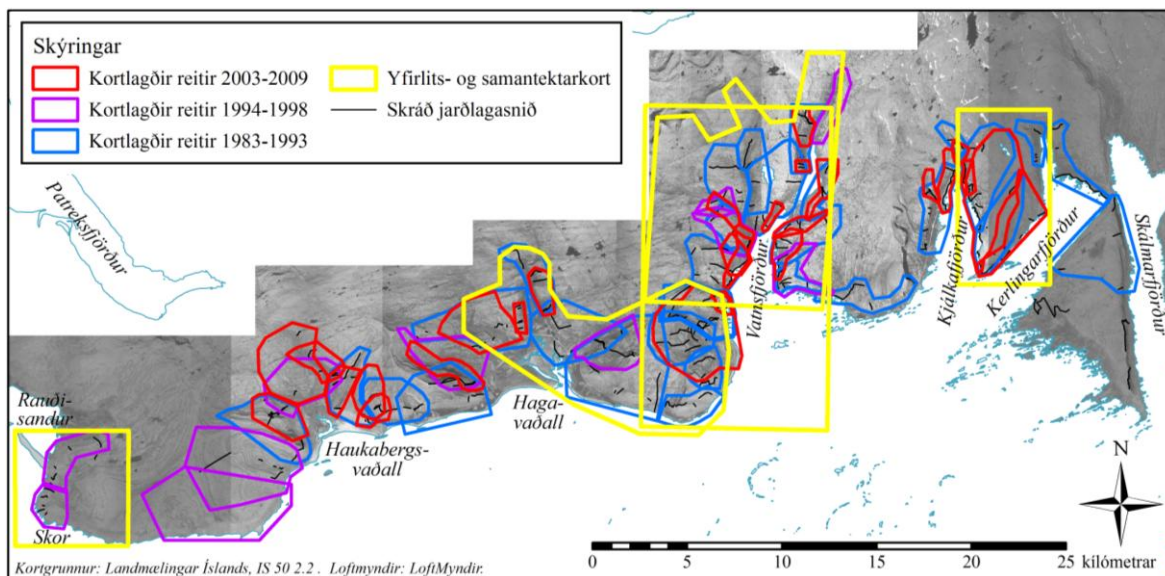 Skýringar
Kortlagðir reitir 2003-2009
Kortlagðir reitir 1994-1998
Kortlagðir reitir 1983-1993
Yfirlits- og samantektarkort
Skráð jarðlagasnið
Patreksfjörður
Rauði-
sandur
Skor
Haukabergs-
vaðall
Haga-
vaðall
Vatnsfjörður
Kjálkafjörður
Kerlingarfjörður
Skálmarfjörður
N
0 5 10 15 20 25
kílómetrar
Kortgrunnur: Landmælingar Íslands, IS 50 2.2 . Loftmyndir: LoftMyndir.